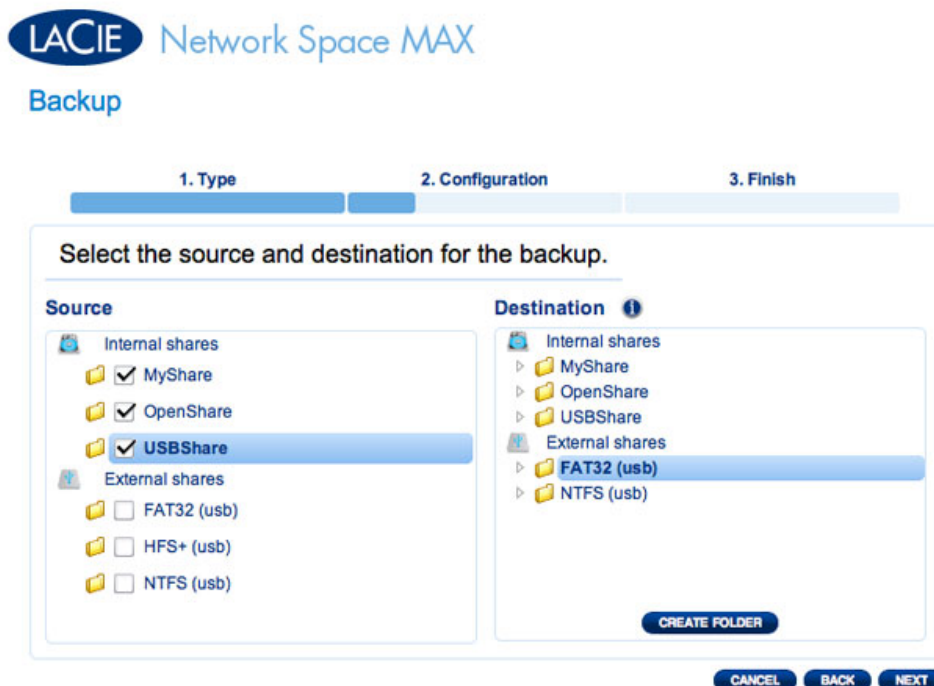 LACIE Network Space MAX
Backup
1. Type 2. Configuration 3. Finish
Select the source and destination for the backup.
Source
Internal shares
MyShare
OpenShare
USBShare
External shares
FAT32 (usb)
HFS+ (usb)
NTFS (usb)
Destination i
Internal shares
MyShare
OpenShare
USBShare
External shares
FAT32 (usb)
NTFS (usb)
CREATE FOLDER
CANCEL BACK NEXT